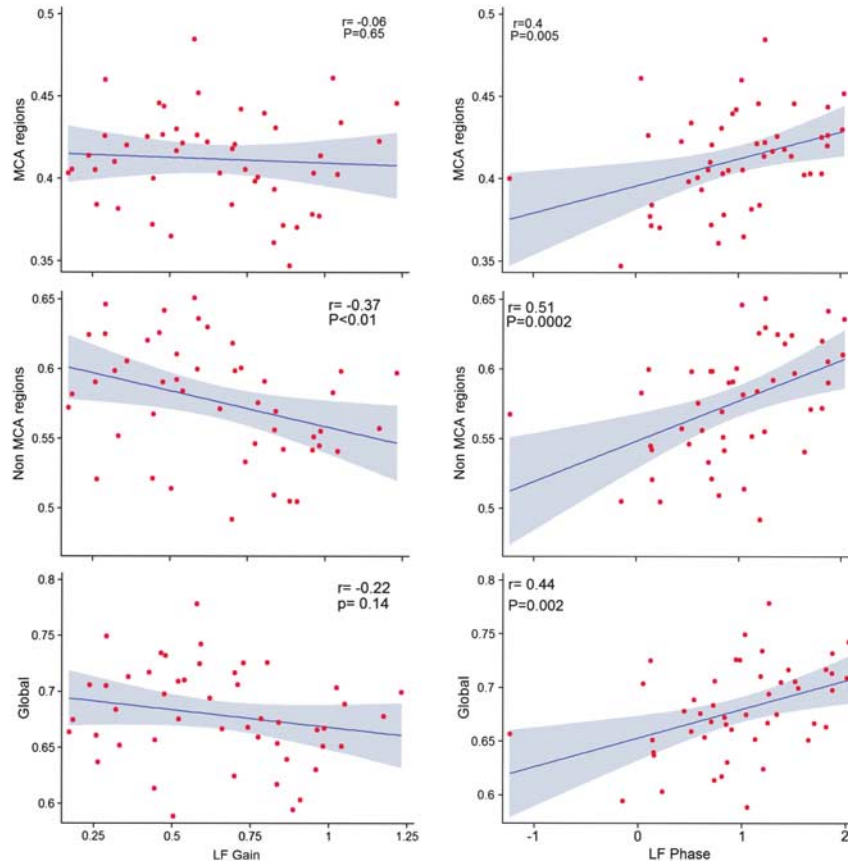 0.5
r= -0.06
P=0.65
MCA regions
0.45
0.4
0.35
r=0.4
P=0.005
MCA regions
0.5
0.45
0.4
0.35
0.65
r= -0.37
P<0.01
Non MCA regions
0.6
0.55
0.5
0.65
r= 0.51
P=0.0002
Non MCA regions
0.6
0.55
0.5
0.8
r= -0.22
p= 0.14
Global
0.75
0.7
0.65
0.6
0.25 0.5 0.75 1 1.25
LF Gain
0.8
r= 0.44
P=0.002
Global
0.75
0.7
0.65
0.6
-1 0 1 2
LF Phase